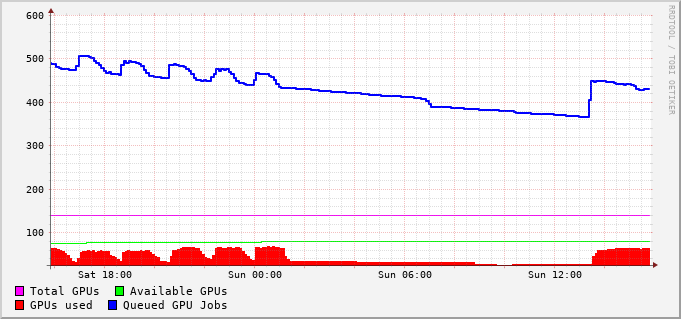 600
500
400
300
200
100
Sat 18:00 Sun 00:00 Sun 06:00 Sun 12:00
Total GPUs Available GPUs
GPUs used Queued GPU Jobs
RRDTOOL / TOBI OETIKER